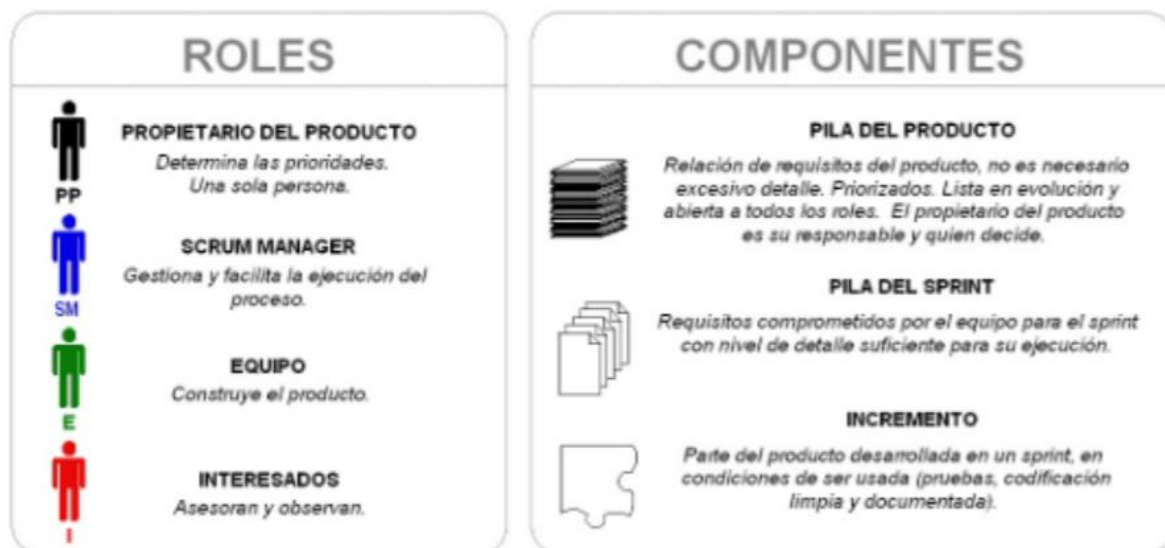 ROLES
PROPIETARIO DEL PRODUCTO
Determina las prioridades.
Una sola persona.
PP
SCRUM MANAGER
Gestiona y facilita la ejecución del
proceso.
SM
EQUIPO
Construye el producto.
E
INTERESADOS
Asesoran y observan.
I
COMPONENTES
PILA DEL PRODUCTO
Relación de requisitos del producto, no es necesario
excesivo detalle. Priorizados. Lista en evolución y
abierta a todos los roles. El propietario del producto
es su responsable y quien decide.
PILA DEL SPRINT
Requisitos comprometidos por el equipo para el sprint
con nivel de detalle suficiente para su ejecución.
INCREMENTO
Parte del producto desarrollada en un sprint, en
condiciones de ser usada (pruebas, codificación
limpia y documentada).